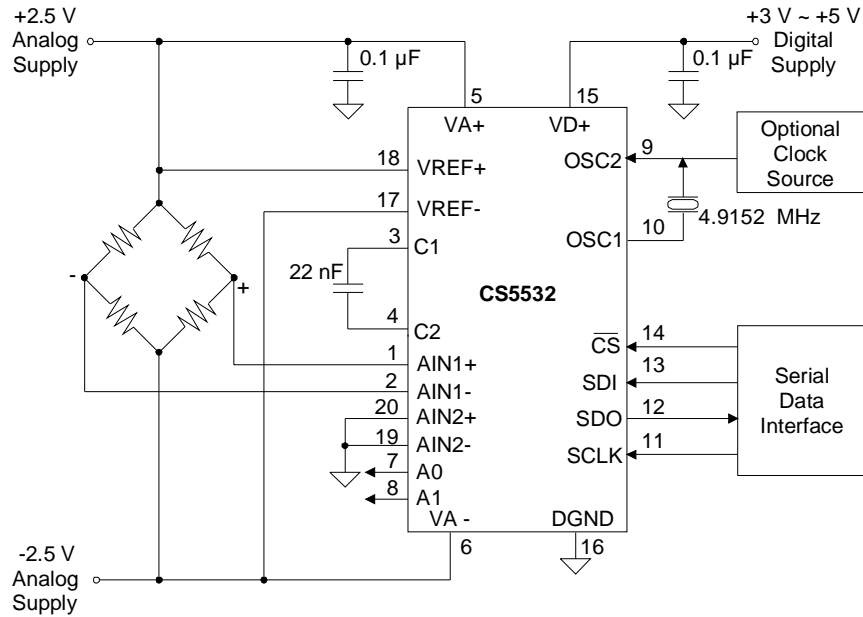 +2.5 V
Analog
Supply
+3 V ~ +5 V
Digital
Supply
0.1 µF
0.1 µF
5
15
VA+
VD+
18
VREF+
17
VREF-
3
C1
22 nF
4
C2
1
AIN1+
2
AIN1-
20
AIN2+
19
AIN2-
7
A0
8
A1
VA -
6
DGND
16
CS5532
OSC2
9
OSC1
10
4.9152 MHz
Optional
Clock
Source
CS
14
SDI
13
SDO
12
SCLK
11
Serial
Data
Interface
-
+
-2.5 V
Analog
Supply